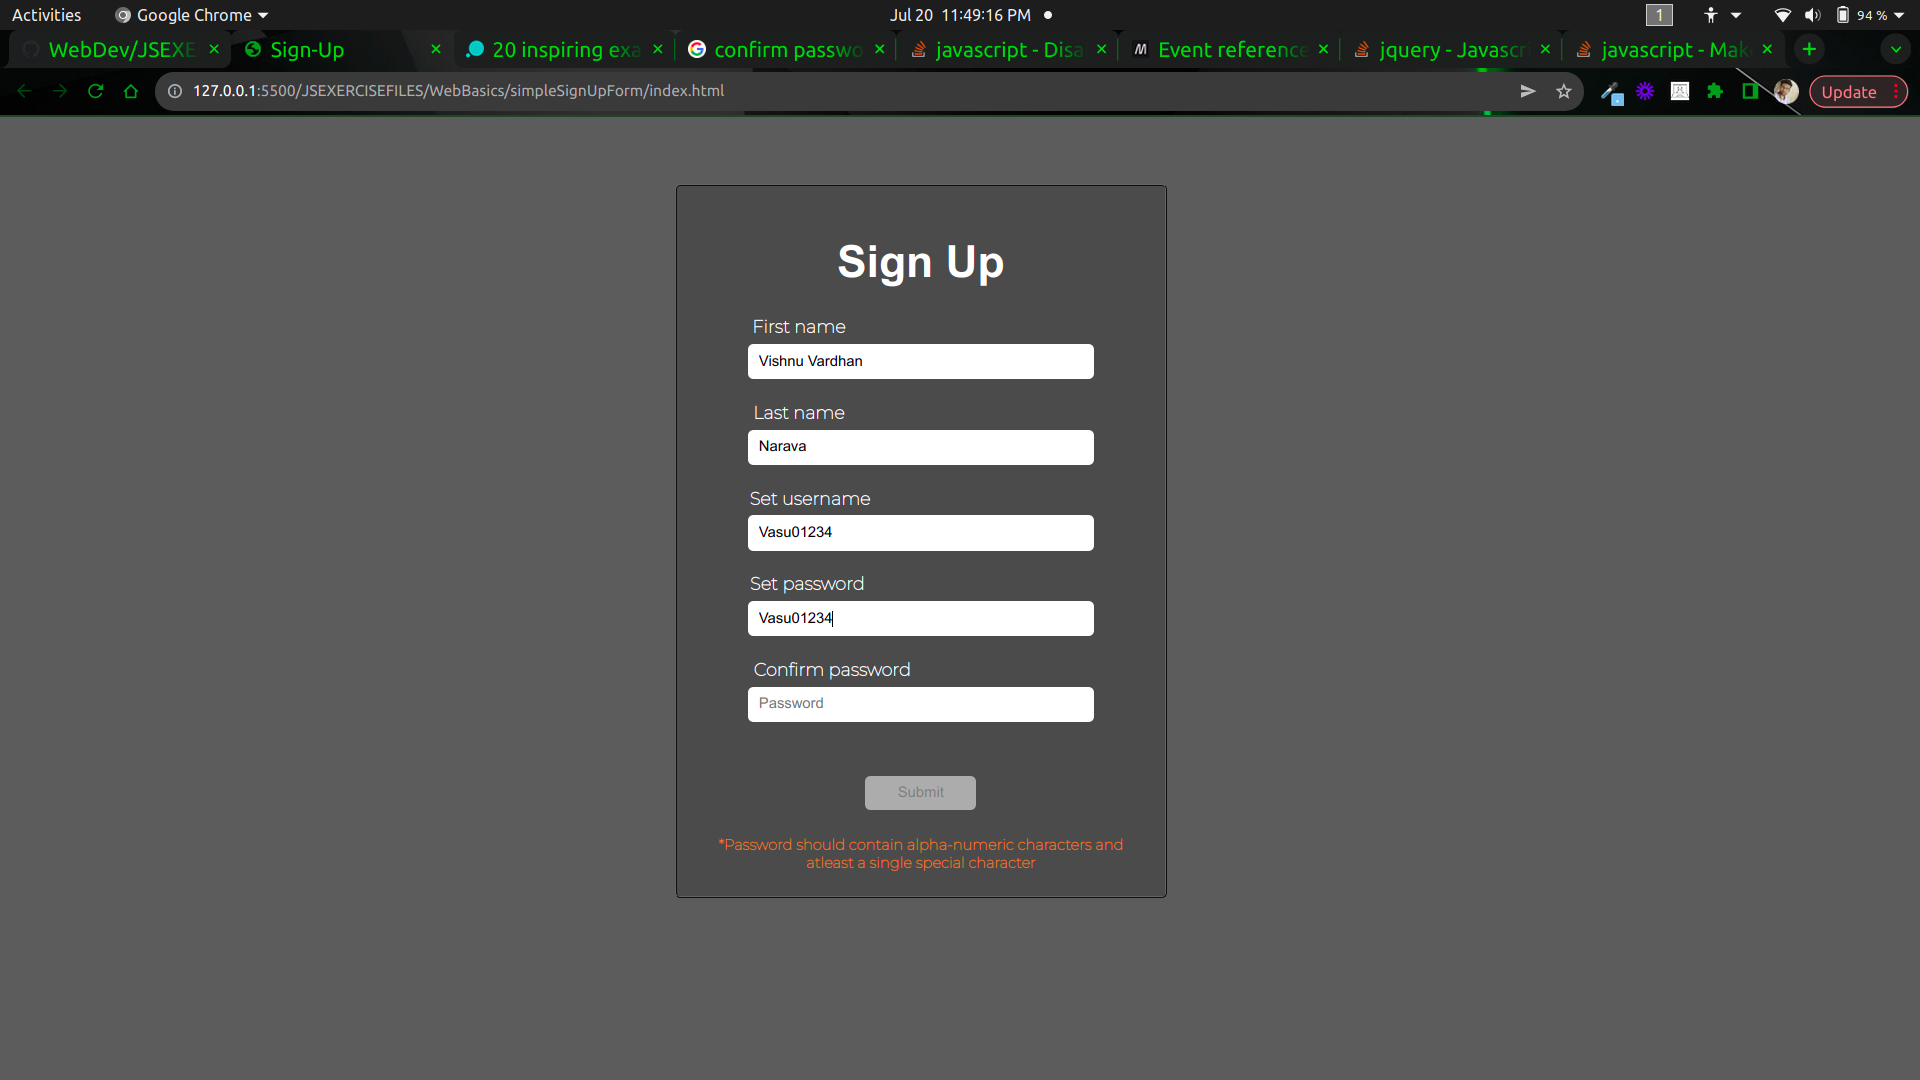 Activities
Google Chrome
Jul 20 11:49:16 PM
1
94 %
WebDev/JSEXE
Sign-Up
20 inspiring exa
confirm passwo
javascript - Disa
Event reference
jquery - Javascri
javascript - Mak
127.0.0.1:5500/JSEXERCISEFILES/WebBasics/simpleSignUpForm/index.html
Update
Sign Up
First name
Vishnu Vardhan
Last name
Narava
Set username
Vasu01234
Set password
Vasu01234
Confirm password
Password
Submit
*Password should contain alpha-numeric characters and
atleast a single special character